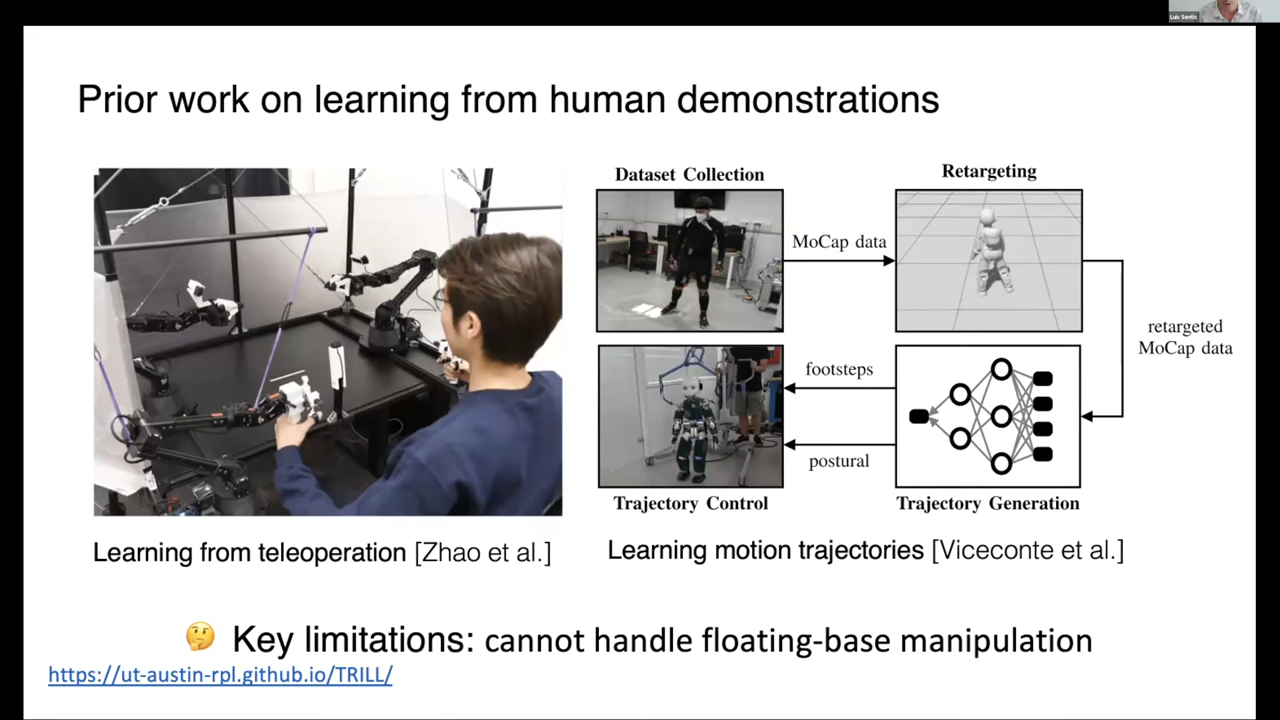 Luis Sentis
Prior work on learning from human demonstrations
Dataset Collection
Retargeting
MoCap data
retargeted
MoCap data
footsteps
postural
Trajectory Control
Trajectory Generation
Learning from teleoperation [Zhao et al.]
Learning motion trajectories [Viceconte et al.]
🤔 Key limitations: cannot handle floating-base manipulation
https://ut-austin-rpl.github.io/TRILL/